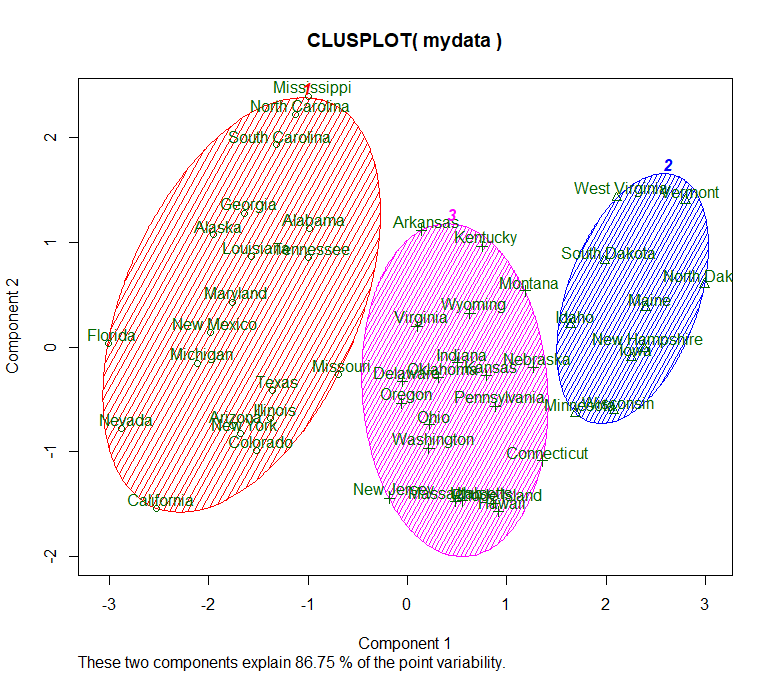 CLUSPLOT( mydata )
Mississippi
North Carolina
South Carolina
2
West Virginia
Vermont
Georgia
3
Alaska
Alabama
Arkansas
Kentucky
Louisiana
Tennessee
South Dakota
North Dak
Montana
Maryland
Wyoming
Maine
New Mexico
Virginia
Idaho
Florida
New Hampshire
Michigan
Missouri
Indiana
Nebraska
Iowa
Delaware
Oklahoma
Kansas
Texas
Oregon
Pennsylvania
Minnesota
Wisconsin
Nevada
Arizona
Illinois
New York
Ohio
Colorado
Washington
Connecticut
California
New Jersey
Hawaii
Component 2
2
1
0
-1
-2
-3
-2
-1
0
1
2
3
Component 1
These two components explain 86.75 % of the point variability.